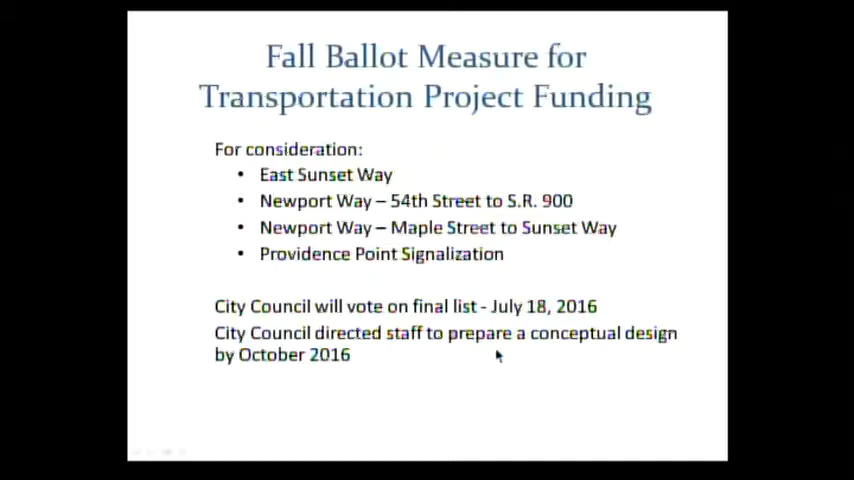 Fall Ballot Measure for
Transportation Project Funding
For consideration:
• East Sunset Way
• Newport Way – 54th Street to S.R. 900
• Newport Way – Maple Street to Sunset Way
• Providence Point Signalization
City Council will vote on final list - July 18, 2016
City Council directed staff to prepare a conceptual design
by October 2016